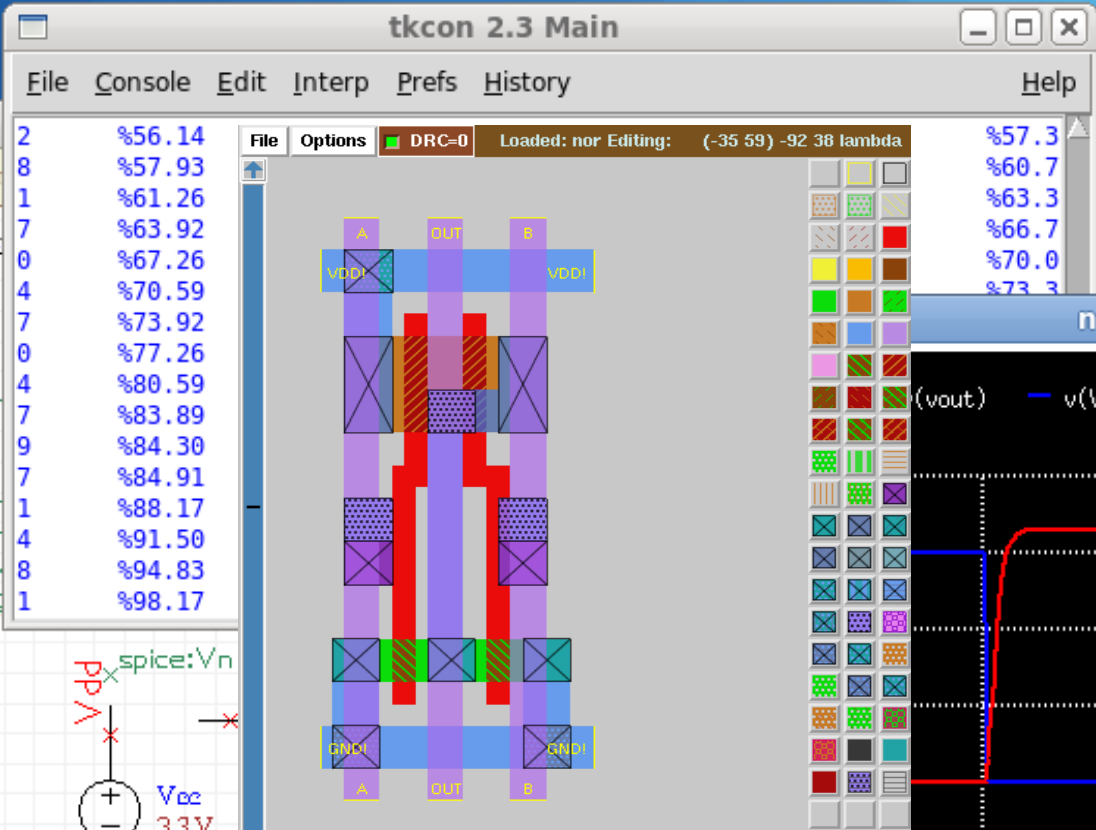 tkcon 2.3 Main
File Console Edit Interp Prefs History Help
2 %56.14 %57.3
8 %57.93 %60.7
1 %61.26 %63.3
7 %63.92 %66.7
0 %67.26 %70.0
4 %70.59 %73.3
7 %73.92
0 %77.26
4 %80.59
7 %83.89
9 %84.30
7 %84.91
1 %88.17
4 %91.50
8 %94.83
1 %98.17
File Options DRC=0 Loaded: nor Editing: (-35 59) -92 38 lambda
A OUT B
VDD! VDD!
GND! GND!
A OUT B
n
(vout) v(
spice:Vn
VDD
+
Vcc
3.3V